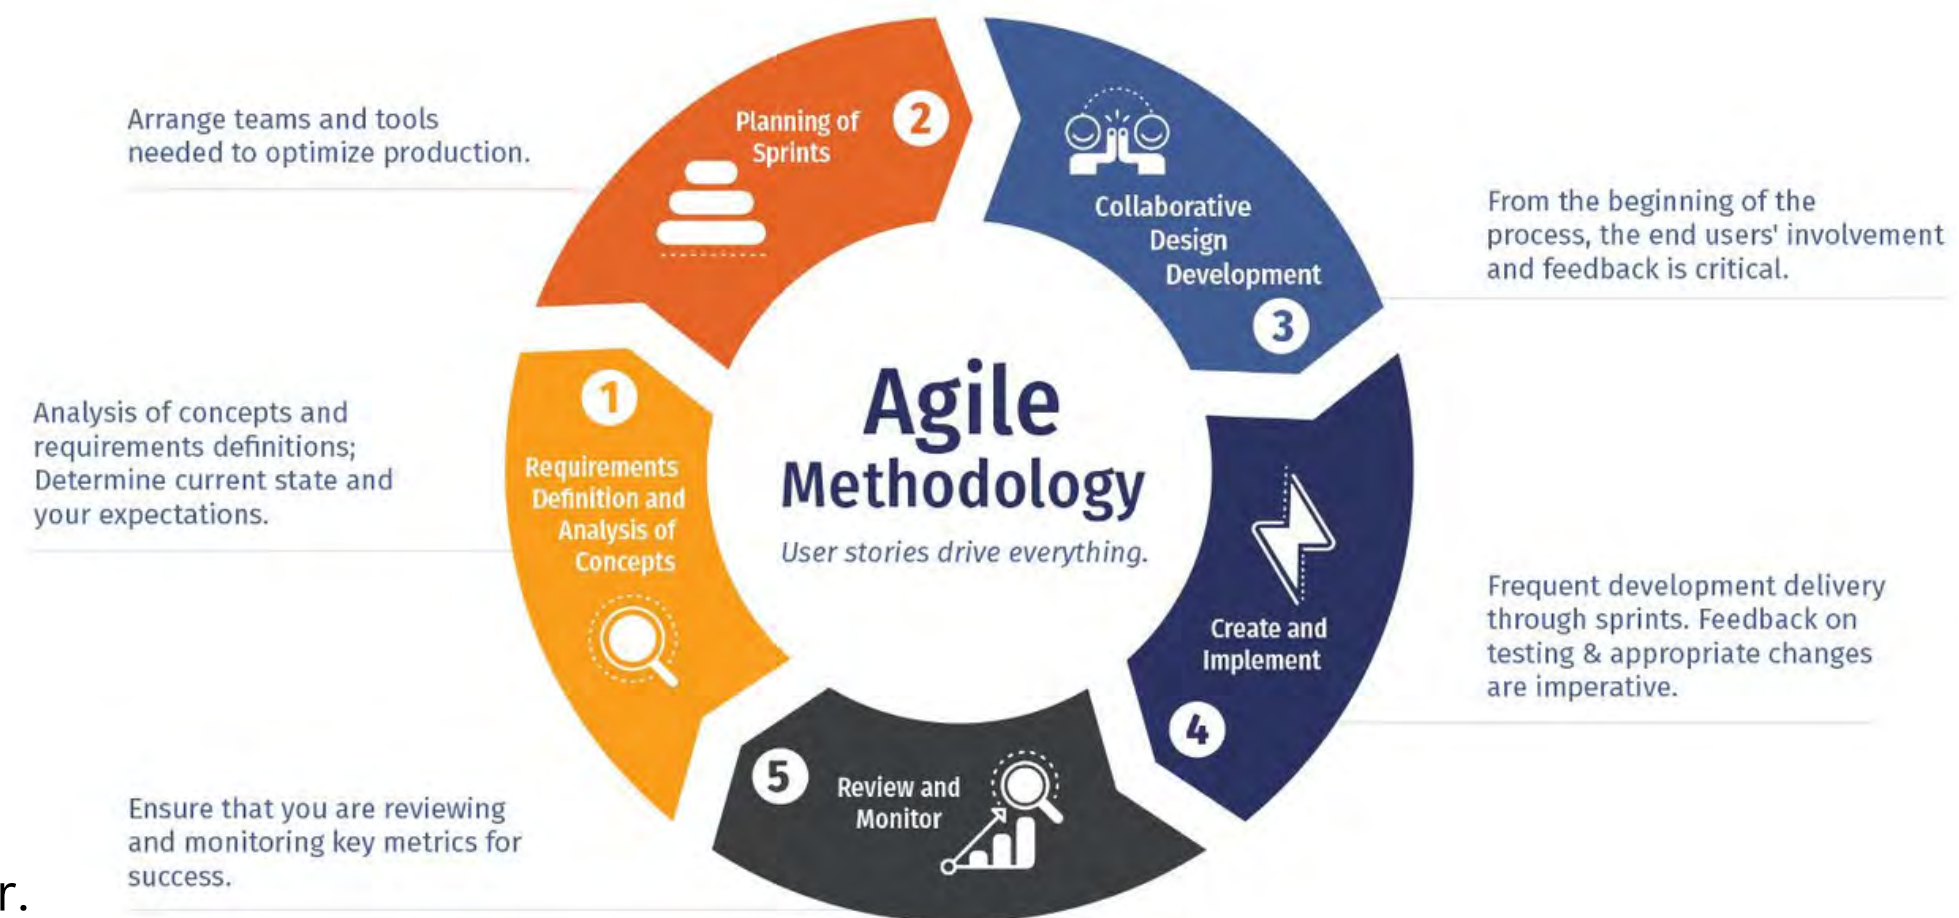 Arrange teams and tools
needed to optimize production.
Planning of
Sprints
2
Collaborative
Design
Development
3
From the beginning of the
process, the end users' involvement
and feedback is critical.
Analysis of concepts and
requirements definitions;
Determine current state and
your expectations.
1
Requirements
Definition and
Analysis of
Concepts
Agile
Methodology
User stories drive everything.
Create and
Implement
4
Frequent development delivery
through sprints. Feedback on
testing & appropriate changes
are imperative.
Ensure that you are reviewing
and monitoring key metrics for
success.
5
Review and
Monitor
r.